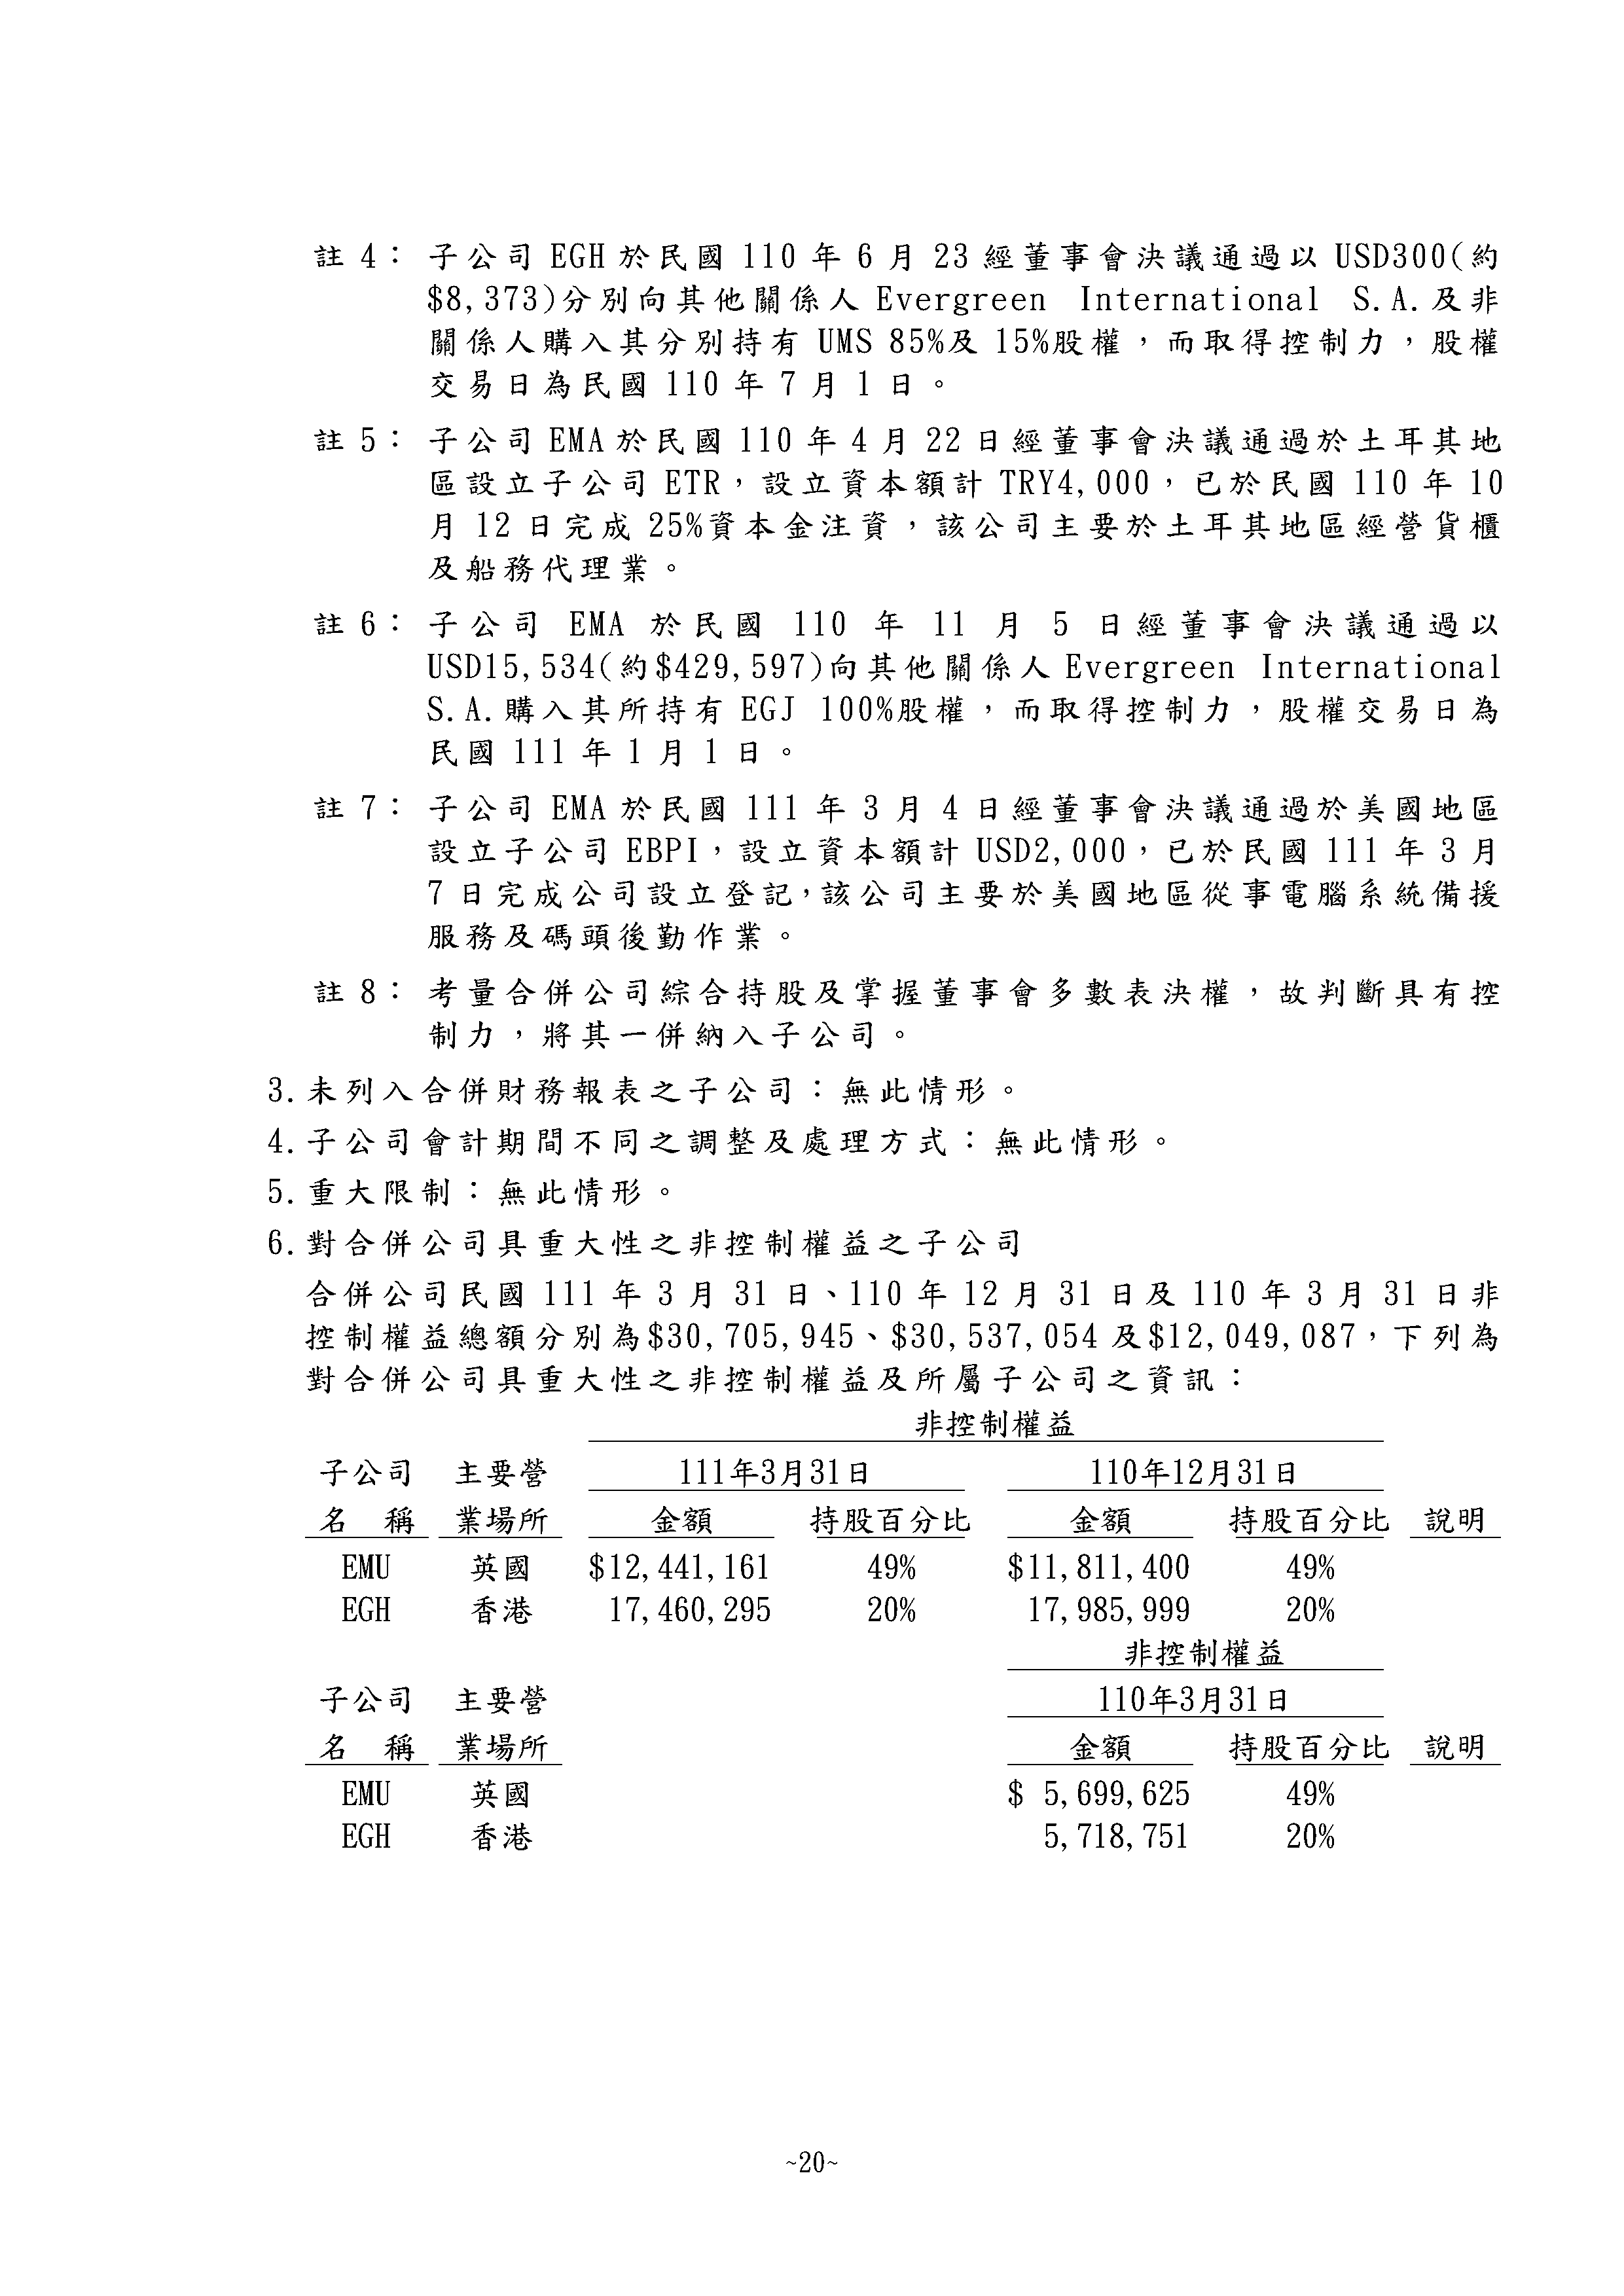 註 4： 子公司 EGH 於民國 110 年 6 月 23 經董事會決議通過以 USD300(約
$8,373)分別向其他關係人 Evergreen International S.A.及非
關係人購入其分別持有 UMS 85%及 15%股權，而取得控制力，股權
交易日為民國 110 年 7 月 1 日。
註 5： 子公司 EMA 於民國 110 年 4 月 22 日經董事會決議通過於土耳其地
區設立子公司 ETR，設立資本額計 TRY4,000，已於民國 110 年 10
月 12 日完成 25%資本金注資，該公司主要於土耳其地區經營貨櫃
及船務代理業。
註 6： 子公司 EMA 於民國 110 年 11 月 5 日經董事會決議通過以
USD15,534(約$429,597)向其他關係人 Evergreen International
S.A.購入其所持有 EGJ 100%股權，而取得控制力，股權交易日為
民國 111 年 1 月 1 日。
註 7： 子公司 EMA 於民國 111 年 3 月 4 日經董事會決議通過於美國地區
設立子公司 EBPI，設立資本額計 USD2,000，已於民國 111 年 3 月
7 日完成公司設立登記，該公司主要於美國地區從事電腦系統備援
服務及碼頭後勤作業。
註 8： 考量合併公司綜合持股及掌握董事會多數表決權，故判斷具有控
制力，將其一併納入子公司。
3.未列入合併財務報表之子公司：無此情形。
4.子公司會計期間不同之調整及處理方式：無此情形。
5.重大限制：無此情形。
6.對合併公司具重大性之非控制權益之子公司
合併公司民國 111 年 3 月 31 日、110 年 12 月 31 日及 110 年 3 月 31 日非
控制權益總額分別為$30,705,945、$30,537,054 及$12,049,087，下列為
對合併公司具重大性之非控制權益及所屬子公司之資訊：
非控制權益
子公司 主要營 111年3月31日 110年12月31日
名 稱 業場所 金額 持股百分比 金額 持股百分比 說明
EMU 英國 $12,441,161 49% $11,811,400 49%
EGH 香港 17,460,295 20% 17,985,999 20%
非控制權益
子公司 主要營 110年3月31日
名 稱 業場所 金額 持股百分比 說明
EMU 英國 $ 5,699,625 49%
EGH 香港 5,718,751 20%
~20~